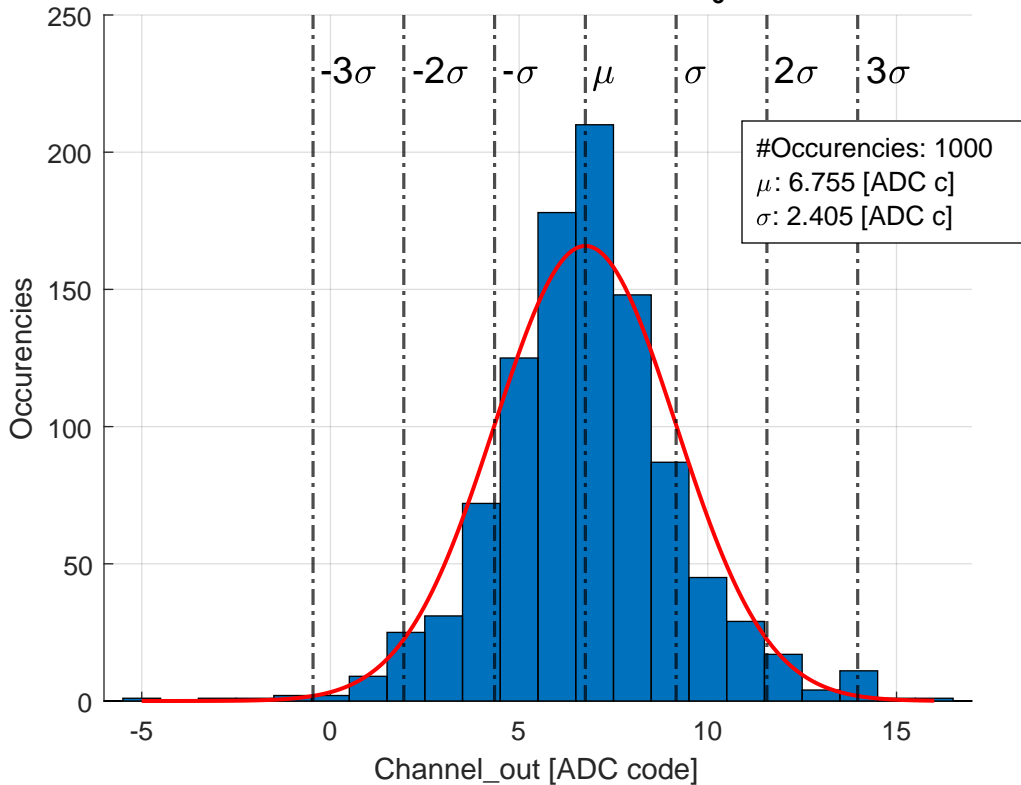 250
200
150
100
50
0
Occurencies
-3σ -2σ -σ μ σ 2σ 3σ
#Occurencies: 1000
μ: 6.755 [ADC c]
σ: 2.405 [ADC c]
-5 0 5 10 15
Channel_out [ADC code]